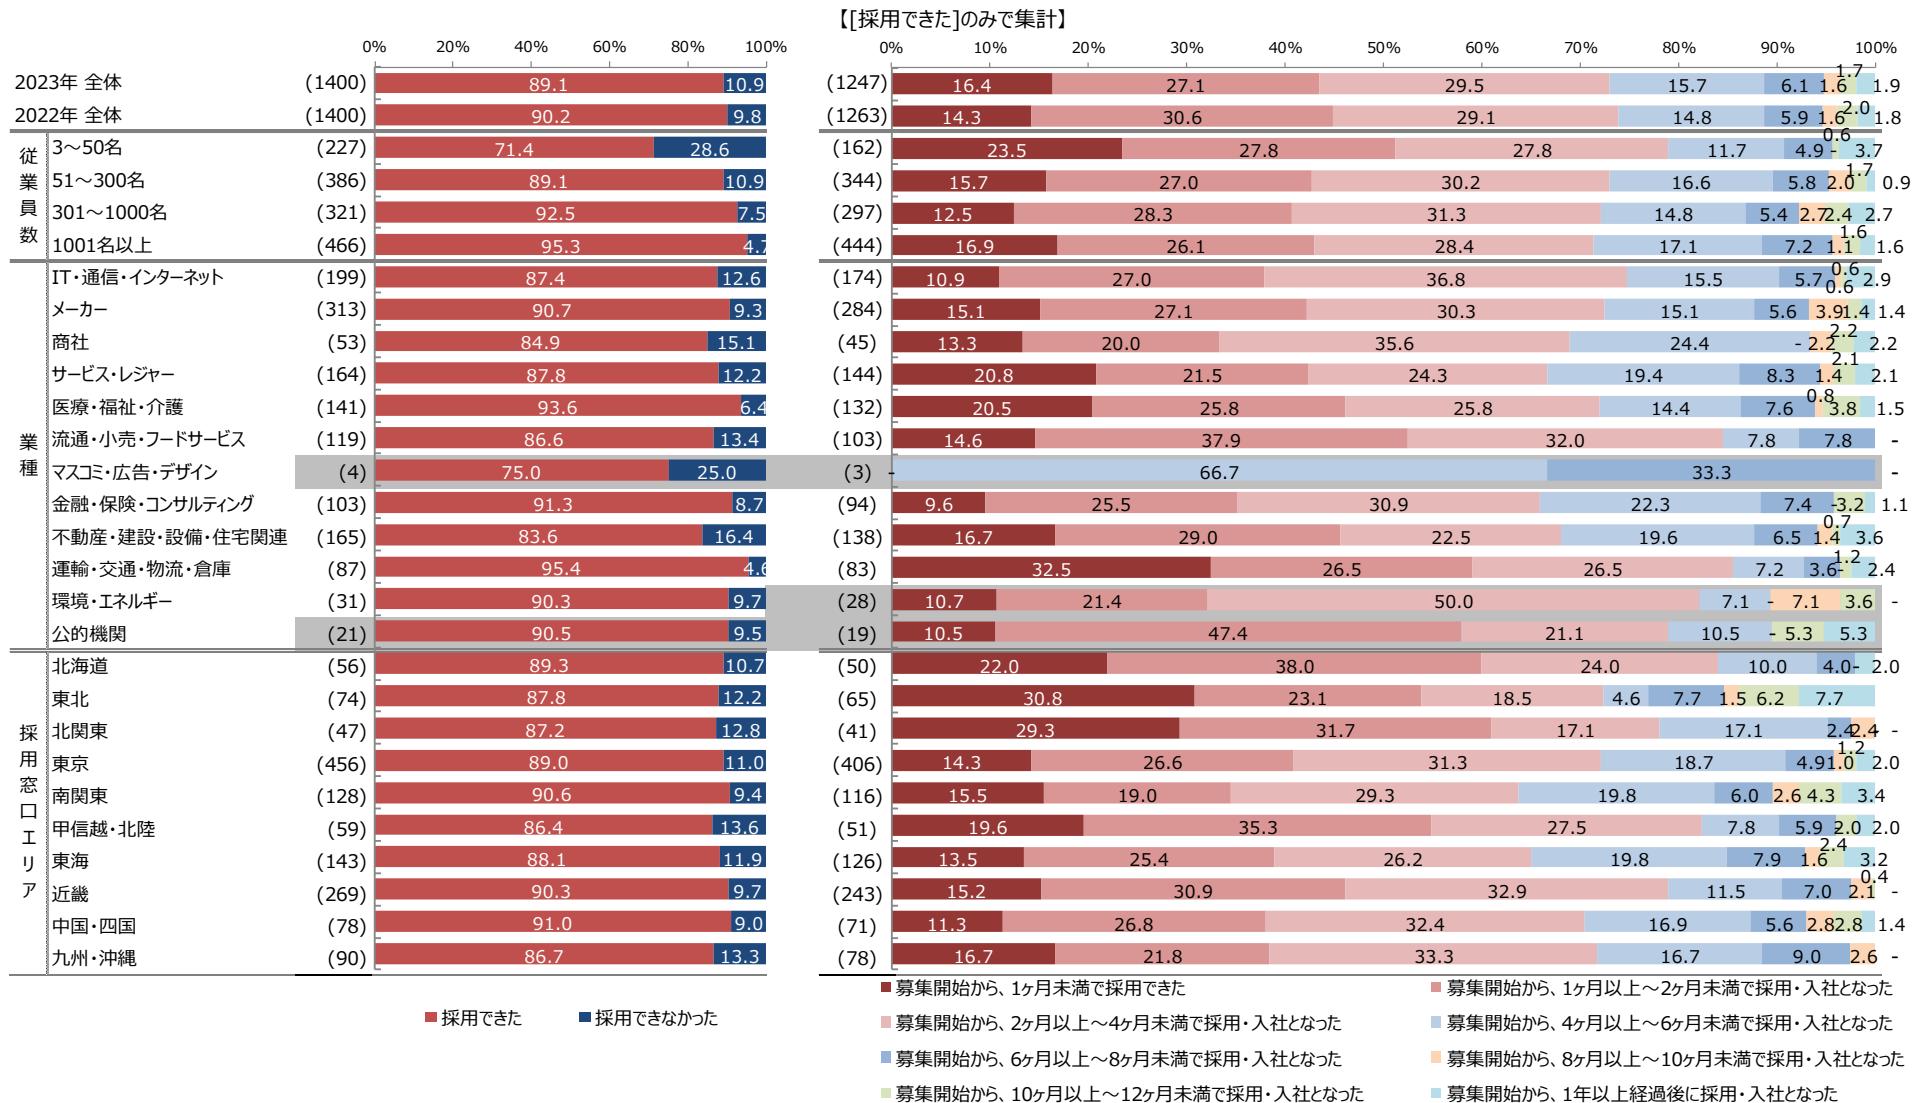 【[採用できた]のみで集計】
0% 20% 40% 60% 80% 100% 0% 10% 20% 30% 40% 50% 60% 70% 80% 90% 100%
2023年 全体 (1400) 89.1 10.9 (1247) 16.4 27.1 29.5 15.7 6.1 1.6 1.7 1.9
2022年 全体 (1400) 90.2 9.8 (1263) 14.3 30.6 29.1 14.8 5.9 1.6 2.0 1.8
従業員数
3～50名 (227) 71.4 28.6 (162) 23.5 27.8 27.8 11.7 4.9 - 0.6 3.7
51～300名 (386) 89.1 10.9 (344) 15.7 27.0 30.2 16.6 5.8 2.0 1.7 0.9
301～1000名 (321) 92.5 7.5 (297) 12.5 28.3 31.3 14.8 5.4 2.7 2.4 2.7
1001名以上 (466) 95.3 4.7 (444) 16.9 26.1 28.4 17.1 7.2 1.1 1.6 1.6
業種
IT・通信・インターネット (199) 87.4 12.6 (174) 10.9 27.0 36.8 15.5 5.7 0.6 0.6 2.9
メーカー (313) 90.7 9.3 (284) 15.1 27.1 30.3 15.1 5.6 3.9 1.4 1.4
商社 (53) 84.9 15.1 (45) 13.3 20.0 35.6 24.4 - 2.2 2.2 2.2
サービス・レジャー (164) 87.8 12.2 (144) 20.8 21.5 24.3 19.4 8.3 1.4 2.1 2.1
医療・福祉・介護 (141) 93.6 6.4 (132) 20.5 25.8 25.8 14.4 7.6 0.8 3.8 1.5
流通・小売・フードサービス (119) 86.6 13.4 (103) 14.6 37.9 32.0 7.8 7.8 -
マスコミ・広告・デザイン (4) 75.0 25.0 (3) - 66.7 33.3 -
金融・保険・コンサルティング (103) 91.3 8.7 (94) 9.6 25.5 30.9 22.3 7.4 - 3.2 1.1
不動産・建設・設備・住宅関連 (165) 83.6 16.4 (138) 16.7 29.0 22.5 19.6 6.5 1.4 0.7 3.6
運輸・交通・物流・倉庫 (87) 95.4 4.6 (83) 32.5 26.5 26.5 7.2 3.6 - 1.2 2.4
環境・エネルギー (31) 90.3 9.7 (28) 10.7 21.4 50.0 7.1 - 7.1 3.6 -
公的機関 (21) 90.5 9.5 (19) 10.5 47.4 21.1 10.5 - 5.3 5.3
採用窓口エリア
北海道 (56) 89.3 10.7 (50) 22.0 38.0 24.0 10.0 4.0 - 2.0
東北 (74) 87.8 12.2 (65) 30.8 23.1 18.5 4.6 7.7 1.5 6.2 7.7
北関東 (47) 87.2 12.8 (41) 29.3 31.7 17.1 17.1 2.4 2.4 - -
東京 (456) 89.0 11.0 (406) 14.3 26.6 31.3 18.7 4.9 1.0 1.2 2.0
南関東 (128) 90.6 9.4 (116) 15.5 19.0 29.3 19.8 6.0 2.6 4.3 3.4
甲信越・北陸 (59) 86.4 13.6 (51) 19.6 35.3 27.5 7.8 5.9 - 2.0 2.0
東海 (143) 88.1 11.9 (126) 13.5 25.4 26.2 19.8 7.9 1.6 2.4 3.2
近畿 (269) 90.3 9.7 (243) 15.2 30.9 32.9 11.5 7.0 2.1 0.4 -
中国・四国 (78) 91.0 9.0 (71) 11.3 26.8 32.4 16.9 5.6 2.8 2.8 1.4
九州・沖縄 (90) 86.7 13.3 (78) 16.7 21.8 33.3 16.7 9.0 2.6 -
採用できた 採用できなかった
募集開始から、1ヶ月未満で採用できた 募集開始から、1ヶ月以上～2ヶ月未満で採用・入社となった
募集開始から、2ヶ月以上～4ヶ月未満で採用・入社となった 募集開始から、4ヶ月以上～6ヶ月未満で採用・入社となった
募集開始から、6ヶ月以上～8ヶ月未満で採用・入社となった 募集開始から、8ヶ月以上～10ヶ月未満で採用・入社となった
募集開始から、10ヶ月以上～12ヶ月未満で採用・入社となった 募集開始から、1年以上経過後に採用・入社となった